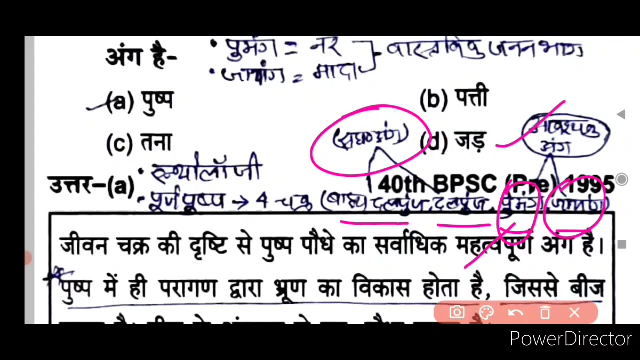 • पुमंग = नर
अंग है-
वास्तविक जनन भाग
• जायांग = मादा
(a) पुष्प (b) पत्ती
(c) तना (d) जड़
(सहायक अंग)
आवश्यक अंग
उत्तर-(a)
40th BPSC (Pre) 1995
• पूर्ण पुष्प → 4 चक्र (बाह्य दलपुंज, दलपुंज, पुमंग, जायांग)
जीवन चक्र की दृष्टि से पुष्प पौधे का सर्वाधिक महत्वपूर्ण अंग है।
पुष्प में ही परागण द्वारा भ्रूण का विकास होता है, जिससे बीज
PowerDirector